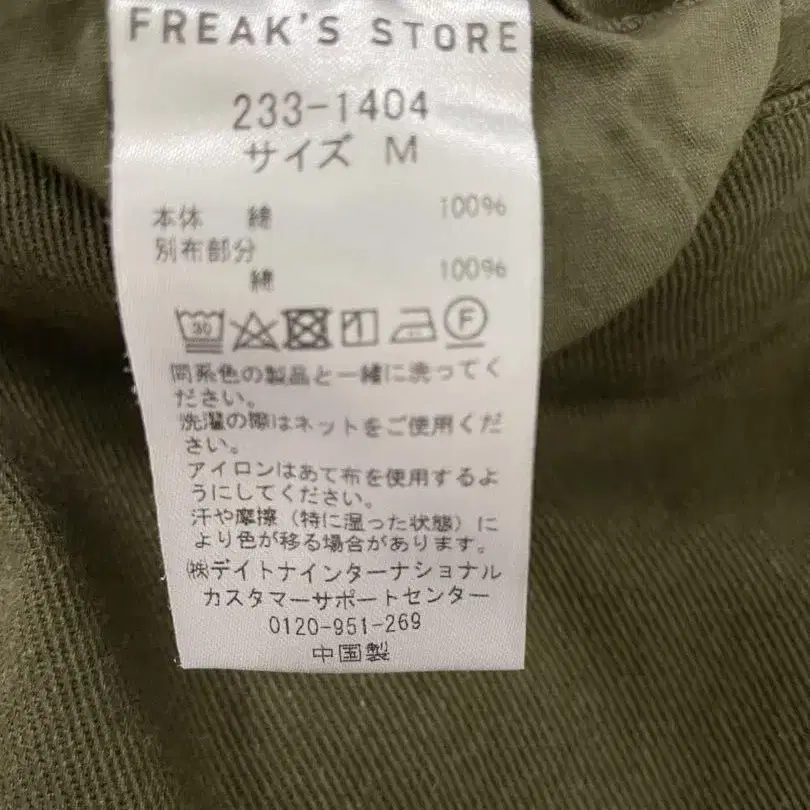 FREAK'S STORE
233-1404
サイズ M
本体 綿 100%
別布部分
綿 100%
30 F
同系色の製品と一緒に洗ってく
ださい。
洗濯の際はネットをご使用くだ
さい。
アイロンはあて布を使用するよ
うにしてください。
汗や摩擦（特に湿った状態）に
より色が移る場合があります。
㈱デイトナインターナショナル
カスタマーサポートセンター
0120-951-269
中国製